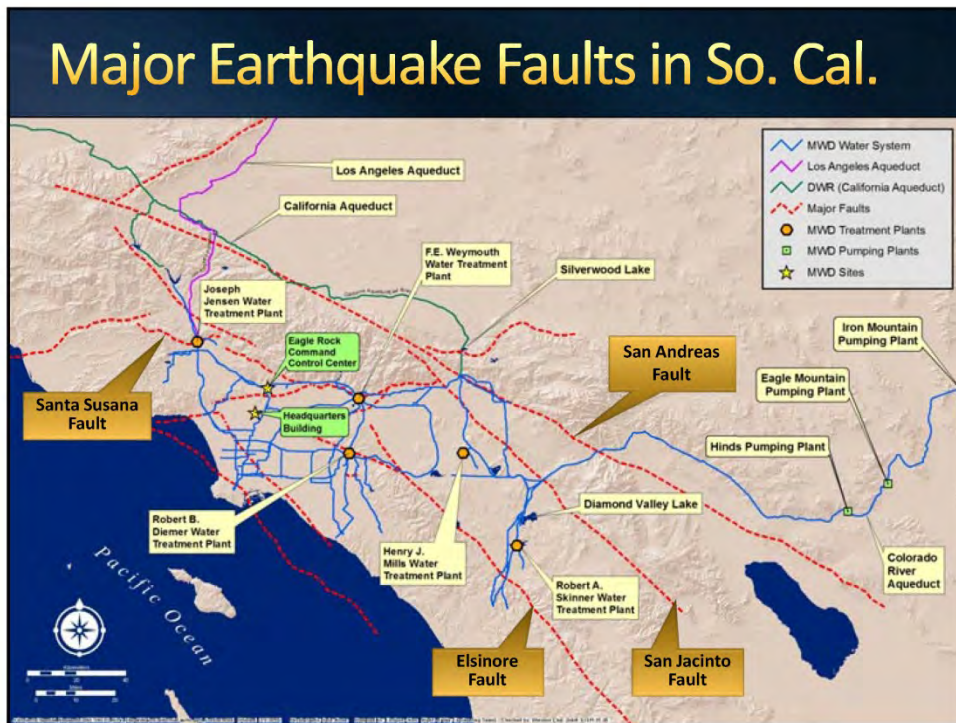 Major Earthquake Faults in So. Cal.
MWD Water System
Los Angeles Aqueduct
DWR (California Aqueduct)
Major Faults
MWD Treatment Plants
MWD Pumping Plants
MWD Sites
Los Angeles Aqueduct
California Aqueduct
F.E. Weymouth
Water Treatment
Plant
Silverwood Lake
Joseph
Jensen Water
Treatment Plant
Eagle Rock
Command
Control Center
Iron Mountain
Pumping Plant
San Andreas
Fault
Eagle Mountain
Pumping Plant
Santa Susana
Fault
Headquarters
Building
Hinds Pumping Plant
Diamond Valley Lake
Robert B.
Diemer Water
Treatment Plant
Henry J.
Mills Water
Treatment Plant
Robert A.
Skinner Water
Treatment Plant
Colorado
River
Aqueduct
Pacific Ocean
Elsinore
Fault
San Jacinto
Fault